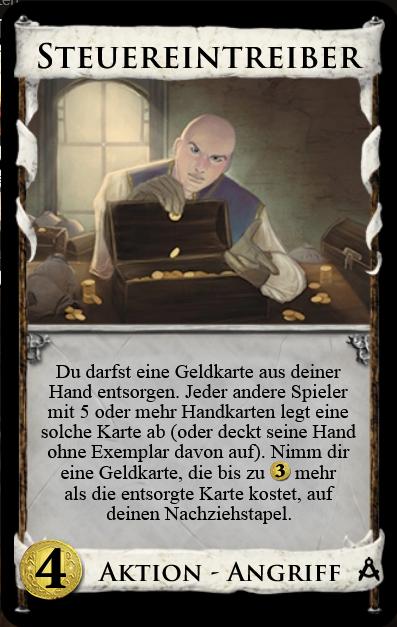 STEUEREINTREIBER
Du darfst eine Geldkarte aus deiner
Hand entsorgen. Jeder andere Spieler
mit 5 oder mehr Handkarten legt eine
solche Karte ab (oder deckt seine Hand
ohne Exemplar davon auf). Nimm dir
eine Geldkarte, die bis zu 3 mehr
als die entsorgte Karte kostet, auf
deinen Nachziehstapel.
4 AKTION - ANGRIFF